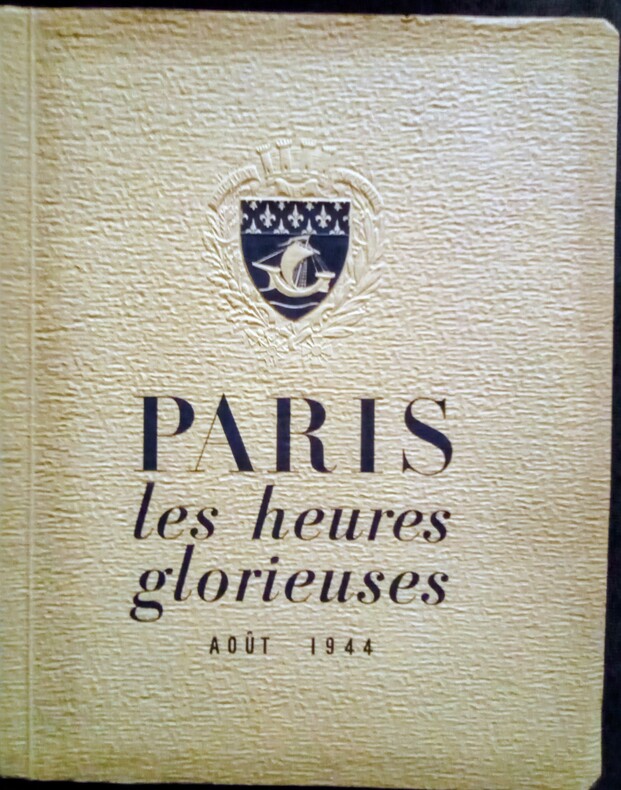 PARIS
les heures
glorieuses
AOÛT 1944